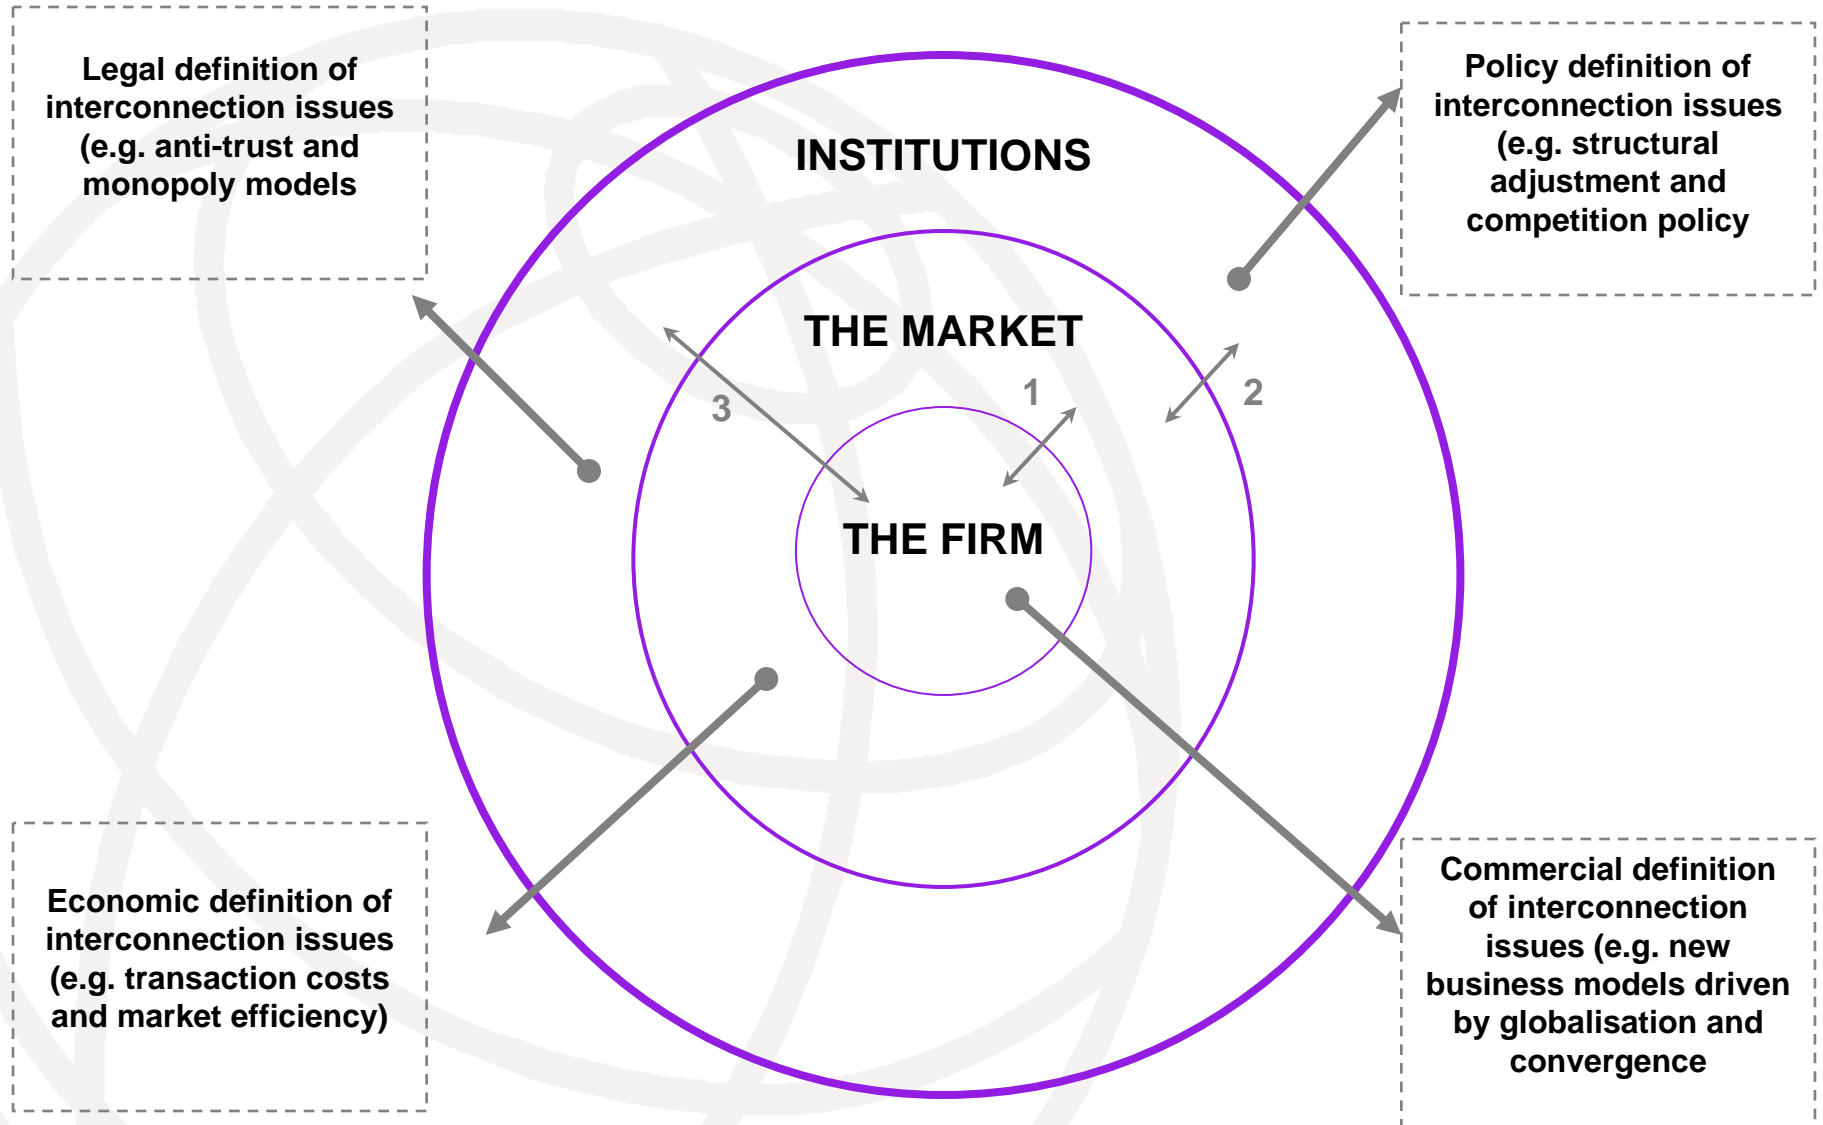 Legal definition of
interconnection issues
(e.g. anti-trust and
monopoly models
Policy definition of
interconnection issues
(e.g. structural
adjustment and
competition policy
INSTITUTIONS
THE MARKET
1
2
3
THE FIRM
Economic definition of
interconnection issues
(e.g. transaction costs
and market efficiency)
Commercial definition
of interconnection
issues (e.g. new
business models driven
by globalisation and
convergence